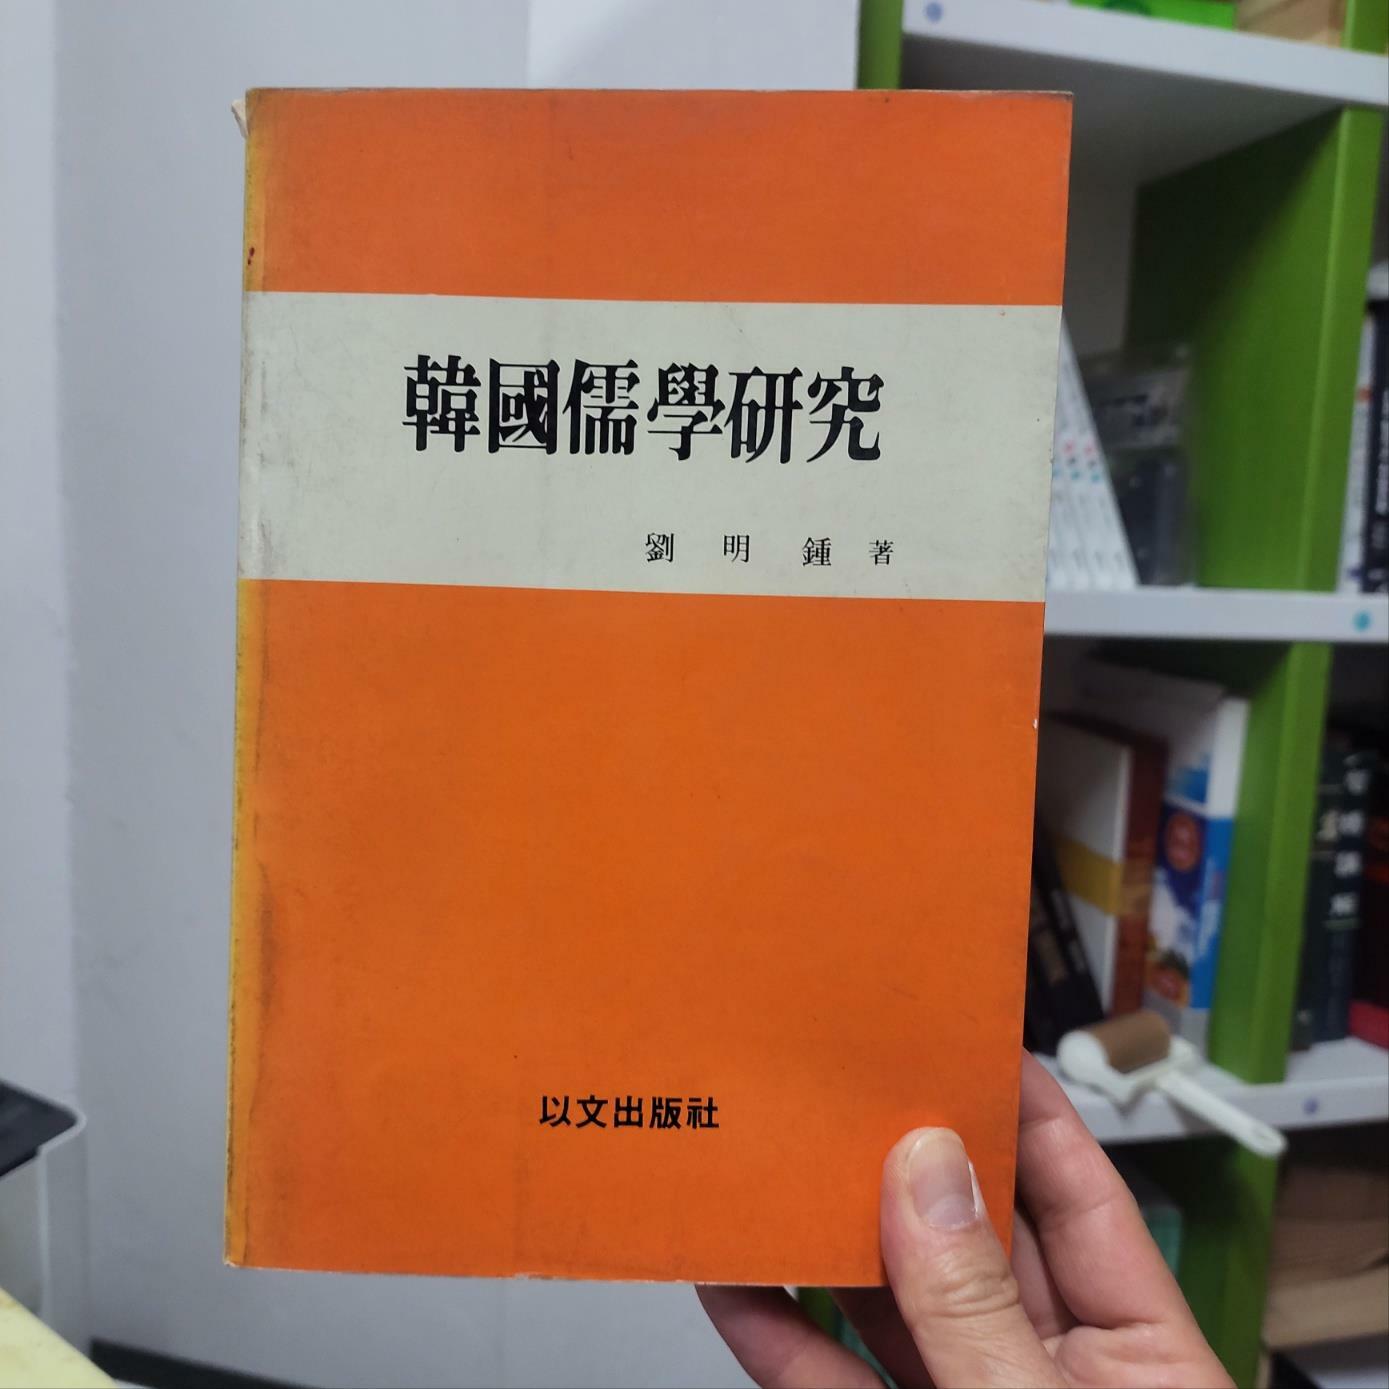 韓國儒學研究
劉明鍾 著
以文出版社